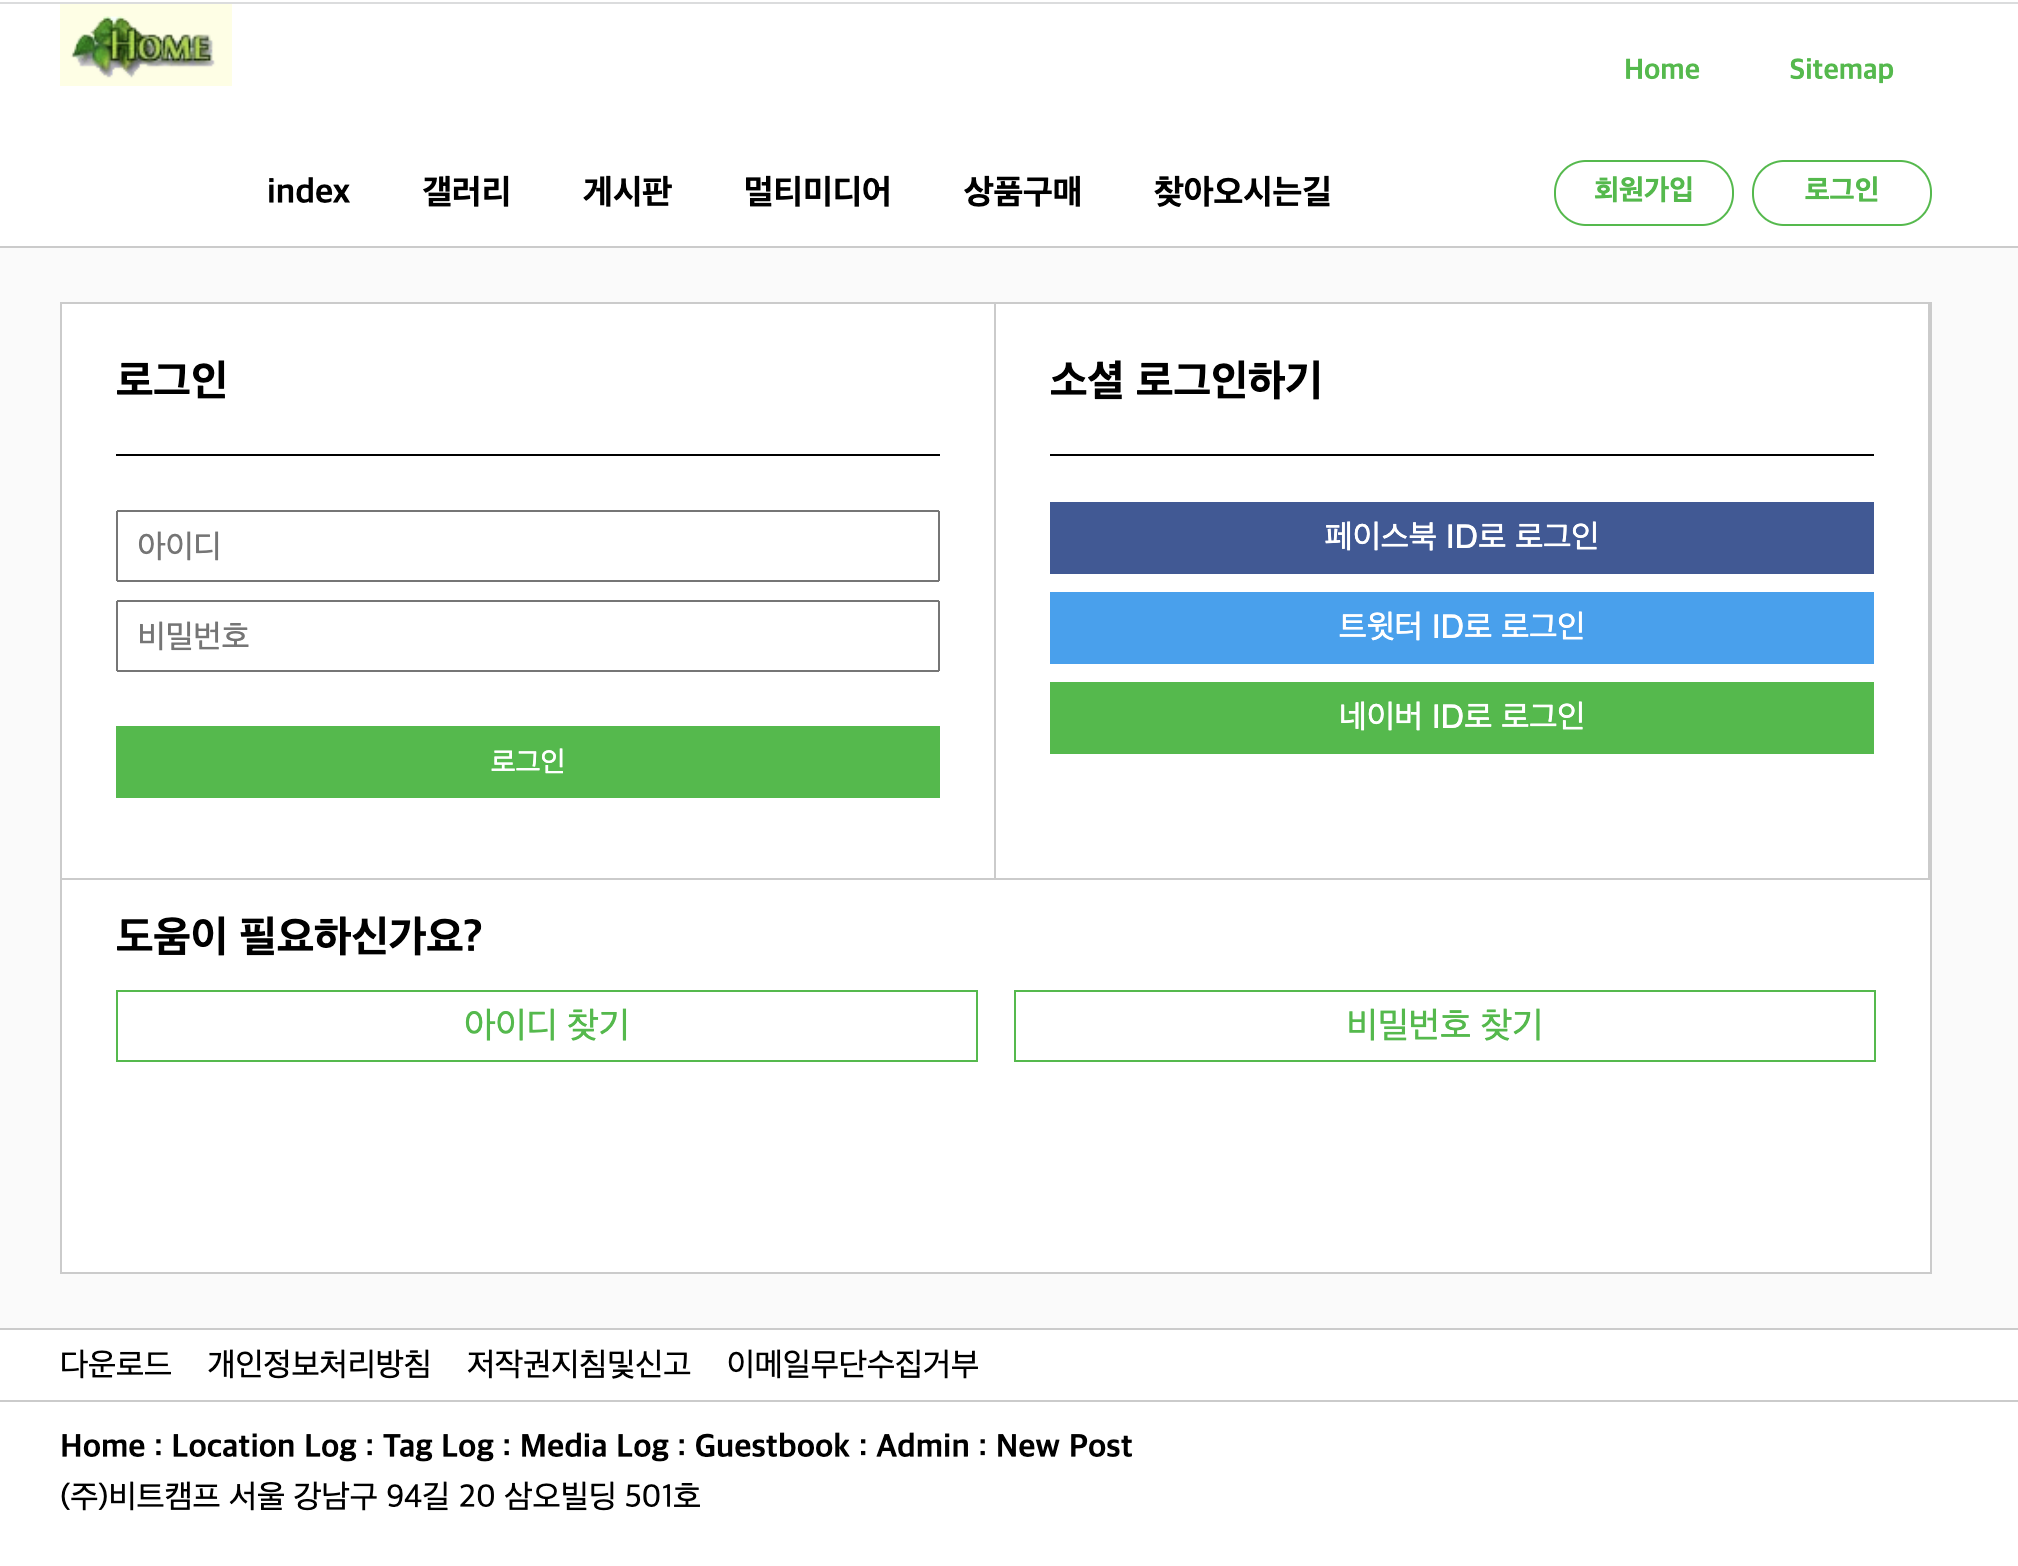 HOME
Home Sitemap
index 갤러리 게시판 멀티미디어 상품구매 찾아오시는길 회원가입 로그인
로그인
아이디
비밀번호
로그인
소셜 로그인하기
페이스북 ID로 로그인
트윗터 ID로 로그인
네이버 ID로 로그인
도움이 필요하신가요?
아이디 찾기 비밀번호 찾기
다운로드 개인정보처리방침 저작권지침및신고 이메일무단수집거부
Home : Location Log : Tag Log : Media Log : Guestbook : Admin : New Post
(주)비트캠프 서울 강남구 94길 20 삼오빌딩 501호